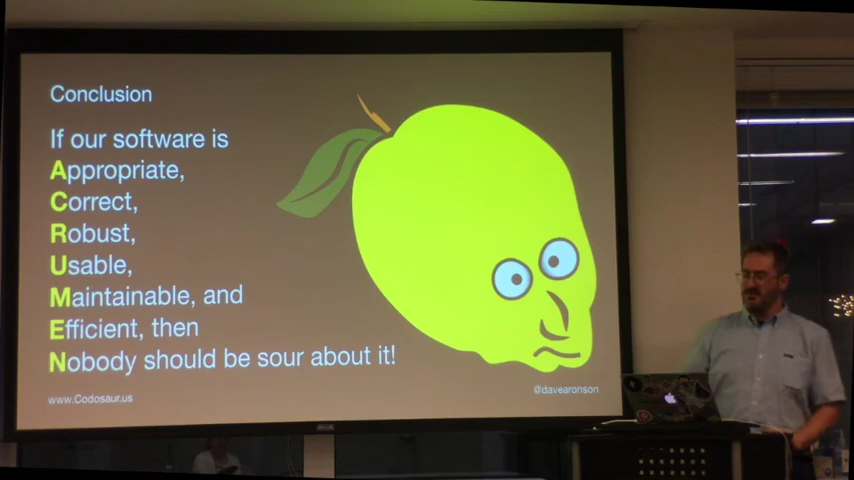 Conclusion
If our software is
Appropriate,
Correct,
Robust,
Usable,
Maintainable, and
Efficient, then
Nobody should be sour about it!
www.Codosaur.us
@davearonson